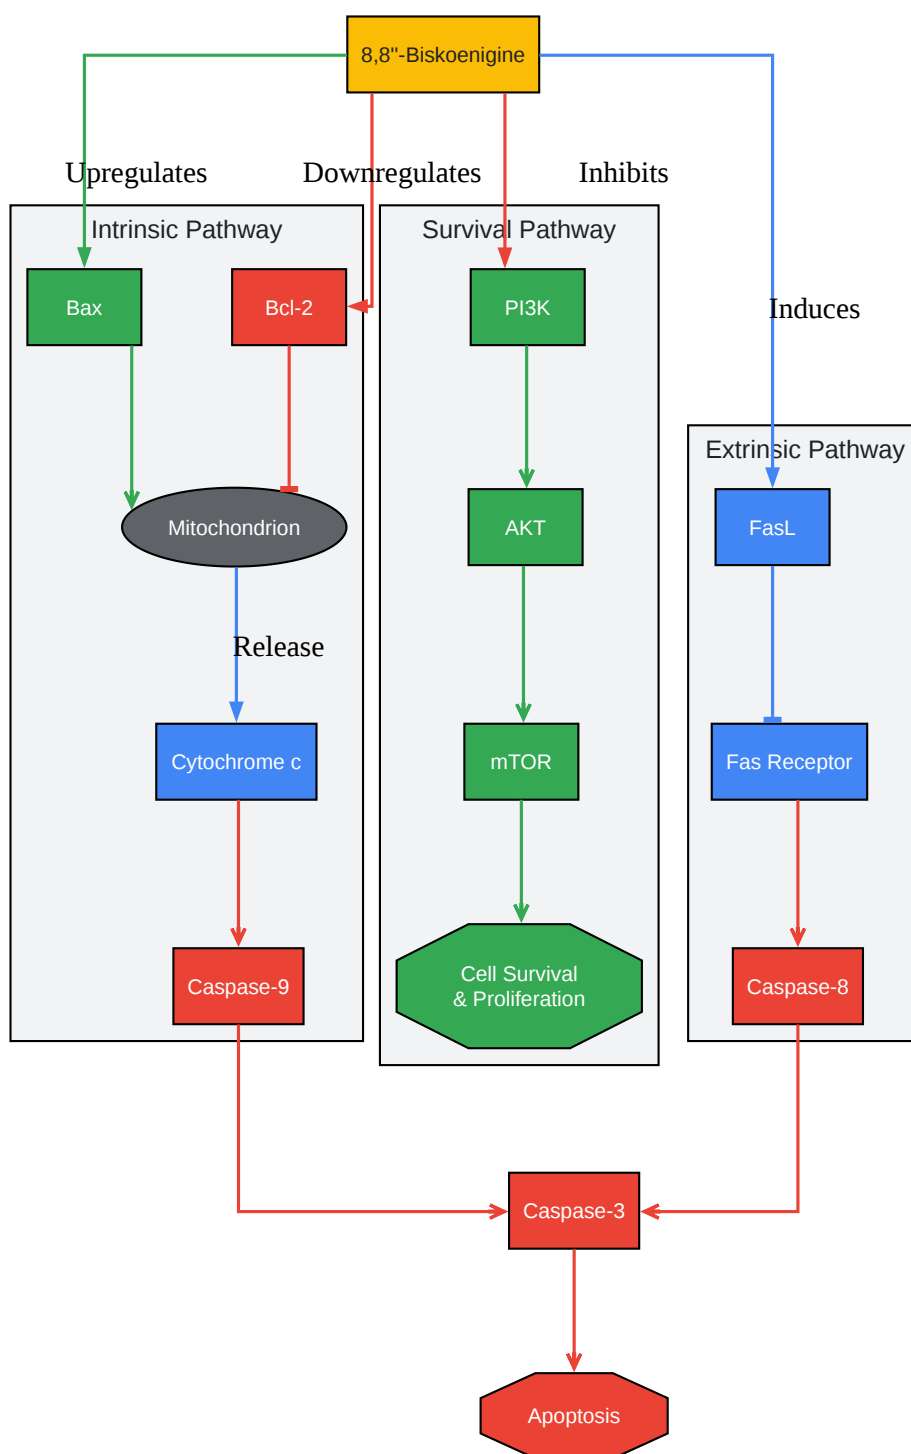 8,8"-Biskoenigine
Upregulates
Downregulates
Inhibits
Intrinsic Pathway
Survival Pathway
Bax
Bcl-2
PI3K
Induces
Extrinsic Pathway
Mitochondrion
AKT
FasL
Release
Cytochrome c
mTOR
Fas Receptor
Caspase-9
Cell Survival
& Proliferation
Caspase-8
Caspase-3
Apoptosis